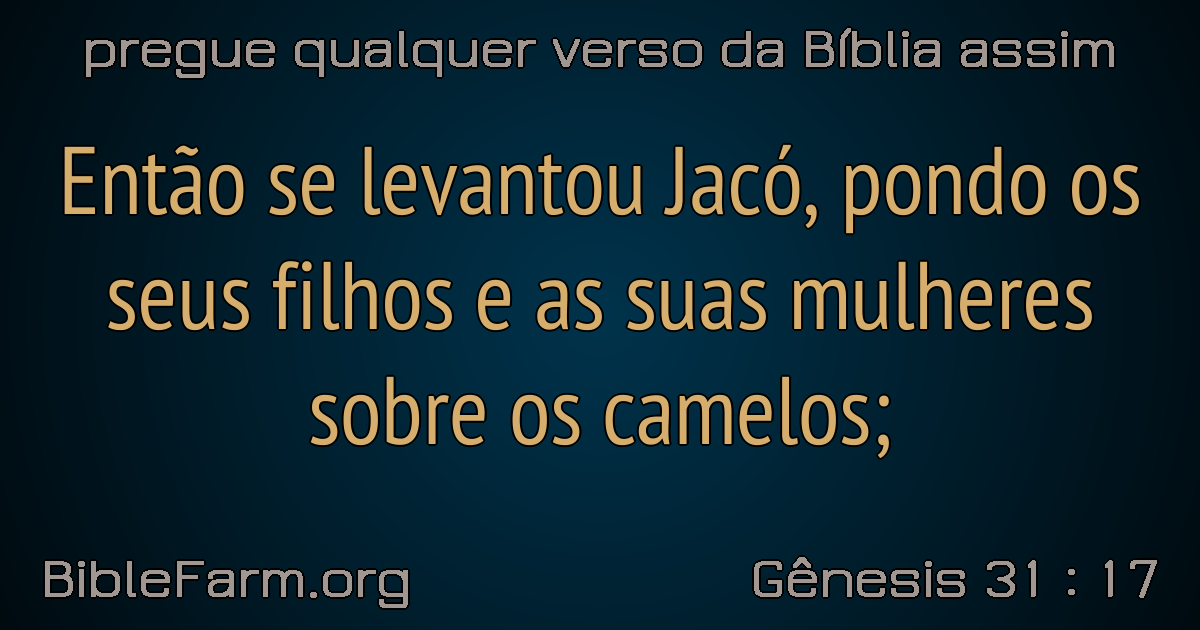 pregue qualquer verso da Bíblia assim
Então se levantou Jacó, pondo os
seus filhos e as suas mulheres
sobre os camelos;
BibleFarm.org
Gênesis 31 : 17